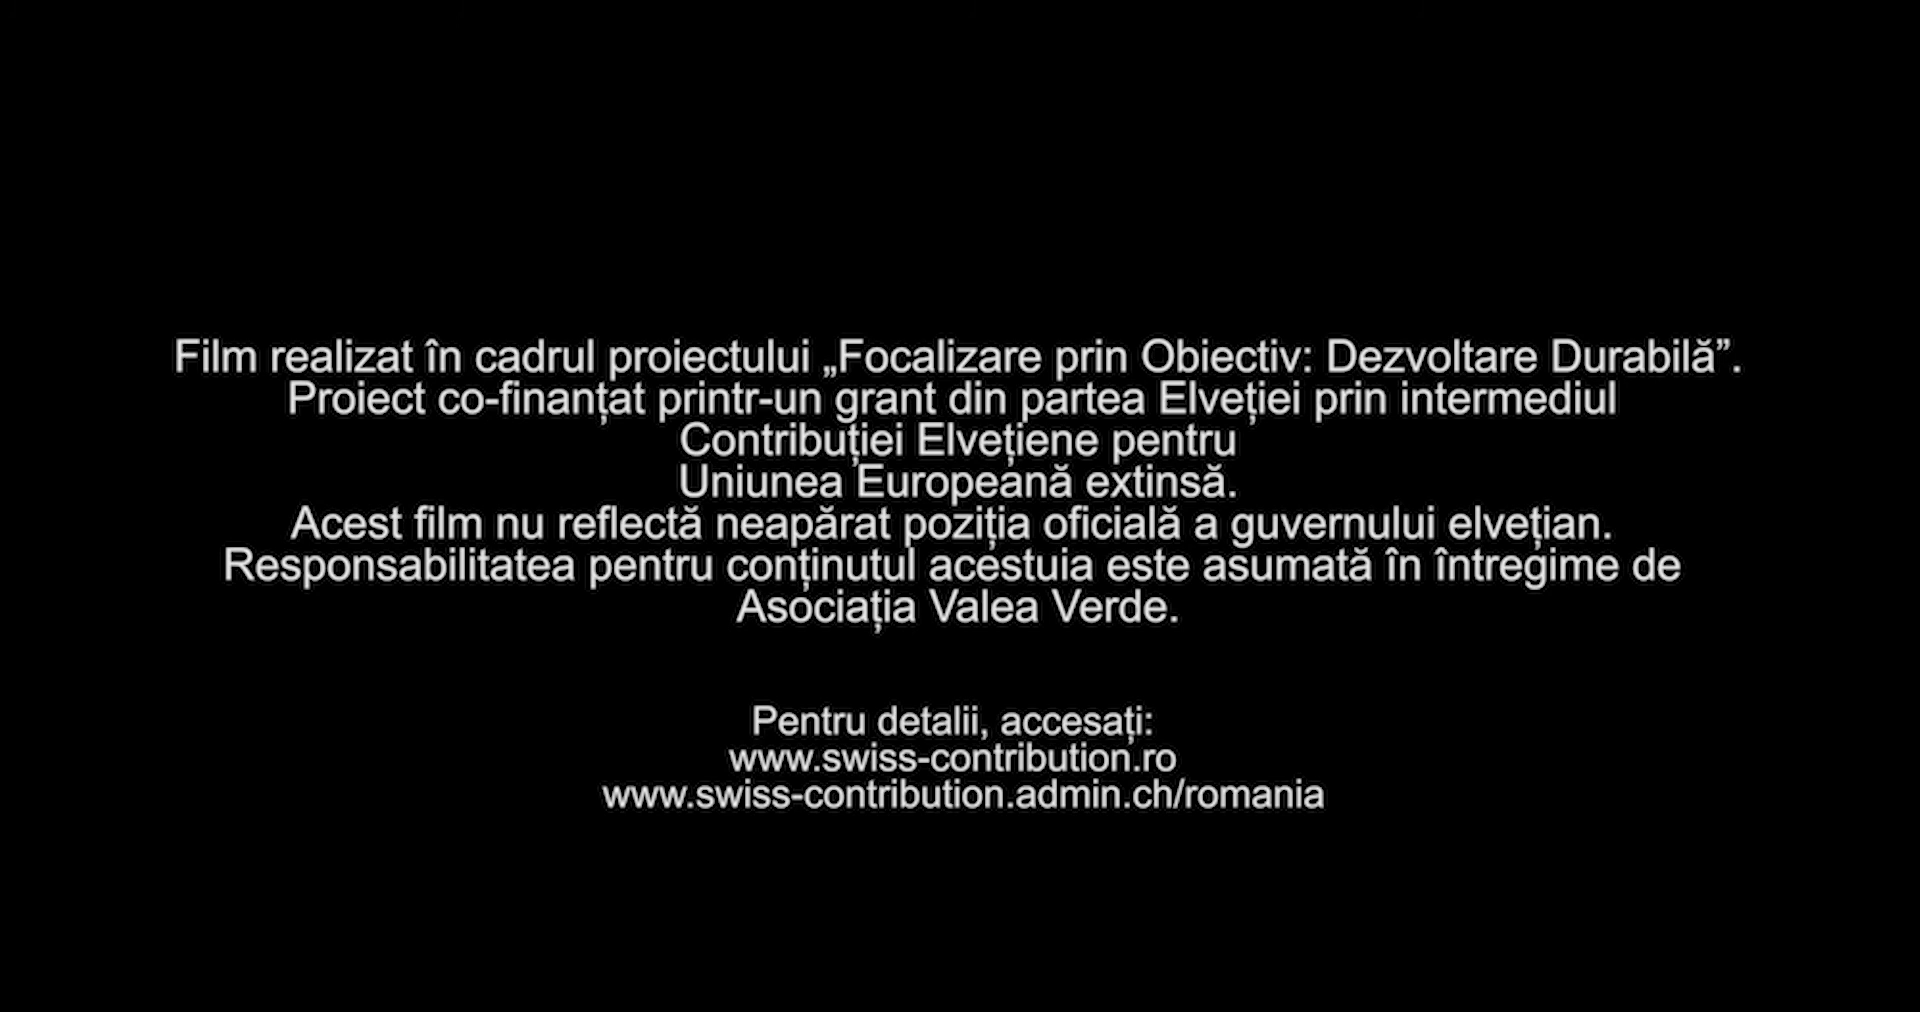 Film realizat în cadrul proiectului „Focalizare prin Obiectiv: Dezvoltare Durabilă”.
Proiect co-finanțat printr-un grant din partea Elveției prin intermediul
Contribuției Elvețiene pentru
Uniunea Europeană extinsă.
Acest film nu reflectă neapărat poziția oficială a guvernului elvețian.
Responsabilitatea pentru conținutul acestuia este asumată în întregime de
Asociația Valea Verde.
Pentru detalii, accesați:
www.swiss-contribution.ro
www.swiss-contribution.admin.ch/romania